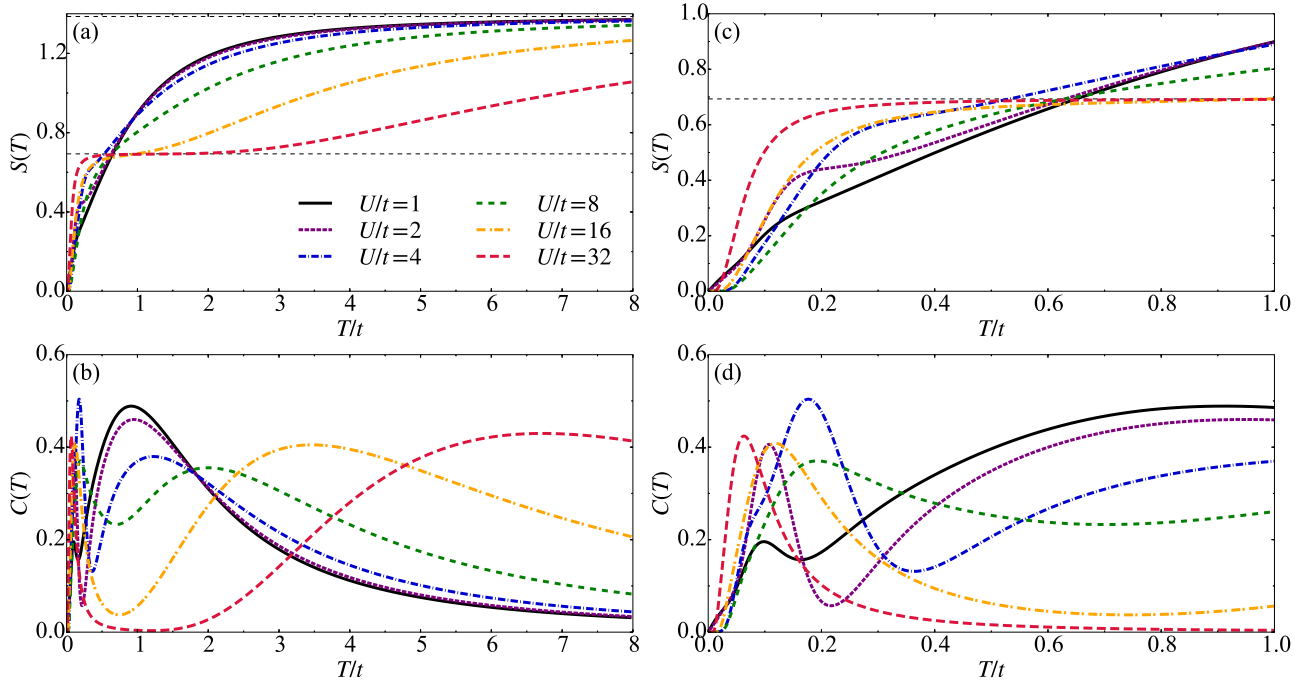 (a)
S(T)
0.0 0.4 0.8 1.2
0 1 2 3 4 5 6 7 8
T/t
U/t=1
U/t=2
U/t=4
U/t=8
U/t=16
U/t=32
(c)
S(T)
0.0 0.2 0.4 0.6 0.8 1.0
0.0 0.2 0.4 0.6 0.8 1.0
T/t
(b)
C(T)
0.0 0.2 0.4 0.6
0 1 2 3 4 5 6 7 8
T/t
(d)
C(T)
0.0 0.2 0.4 0.6
0.0 0.2 0.4 0.6 0.8 1.0
T/t